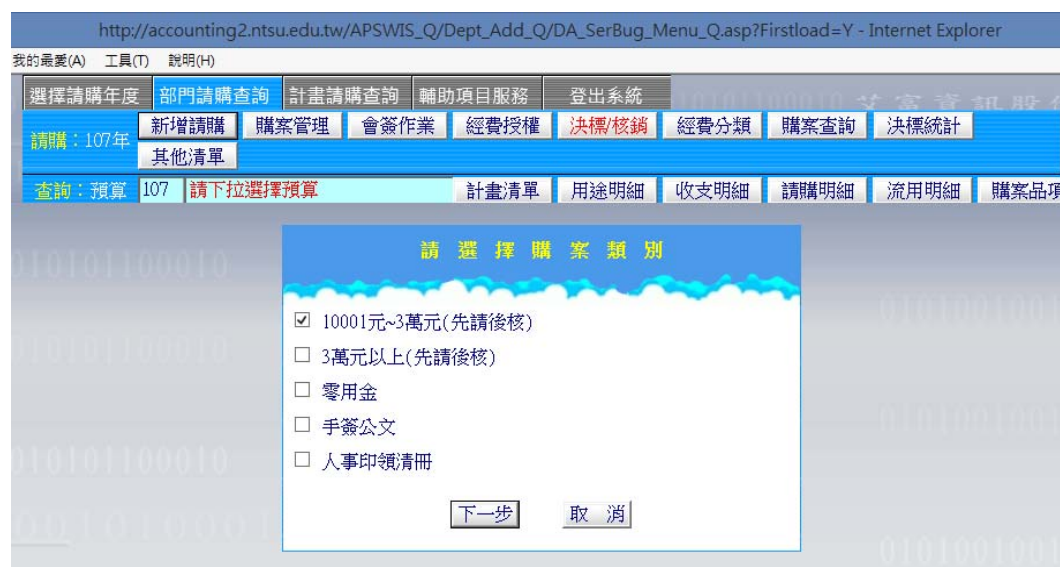 http://accounting2.ntsu.edu.tw/APSWIS_Q/Dept_Add_Q/DA_SerBug_Menu_Q.asp?Firstload=Y - Internet Explorer
我的最愛(A) 工具(T) 說明(H)
選擇請購年度 部門請購查詢 計畫請購查詢 輔助項目服務 登出系統
艾富資訊股份
請購：107年 新增請購 購案管理 會簽作業 經費授權 決標/核銷 經費分類 購案查詢 決標統計
其他清單
查詢：預算 107 請下拉選擇預算 計畫清單 用途明細 收支明細 請購明細 流用明細 購案品項
請選擇購案類別
10001元~3萬元(先請後核)
3萬元以上(先請後核)
零用金
手簽公文
人事印領清冊
下一步 取 消